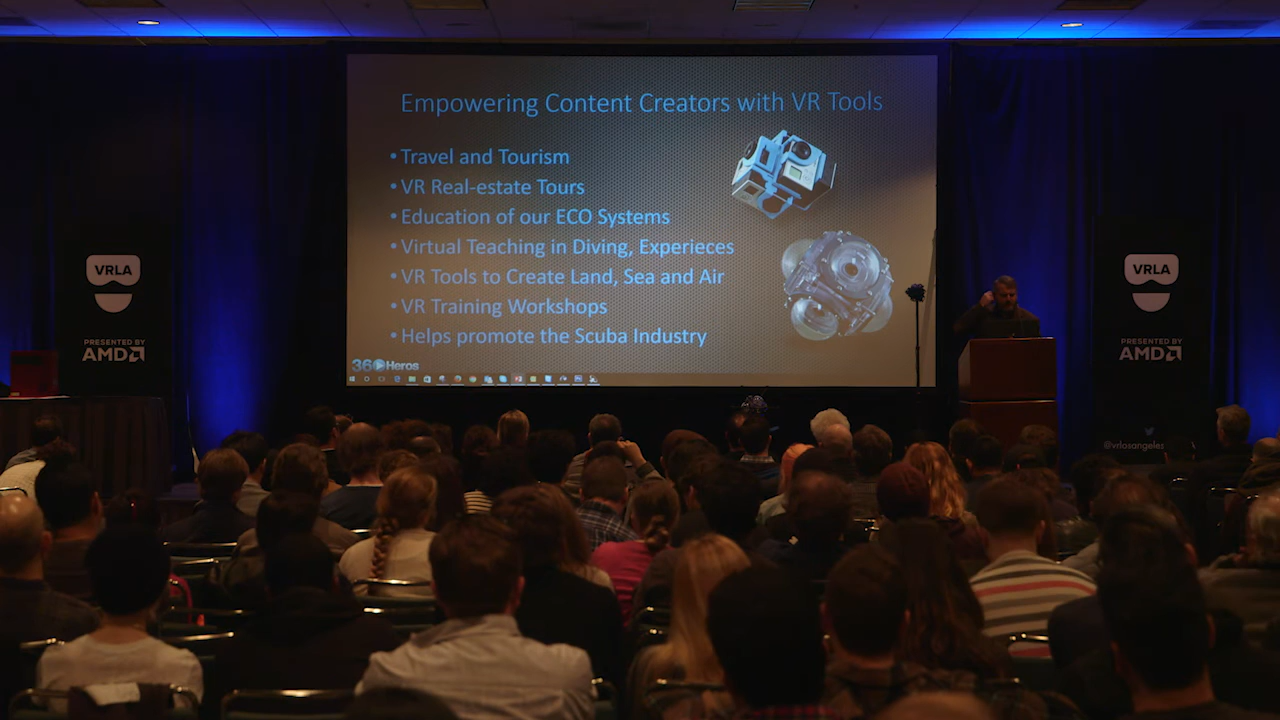 Empowering Content Creators with VR Tools
• Travel and Tourism
• VR Real-estate Tours
• Education of our ECO Systems
• Virtual Teaching in Diving, Experieces
• VR Tools to Create Land, Sea and Air
• VR Training Workshops
• Helps promote the Scuba Industry
360Heros
VRLA
PRESENTED BY
AMD
VRLA
PRESENTED BY
AMD
@vrlosangeles